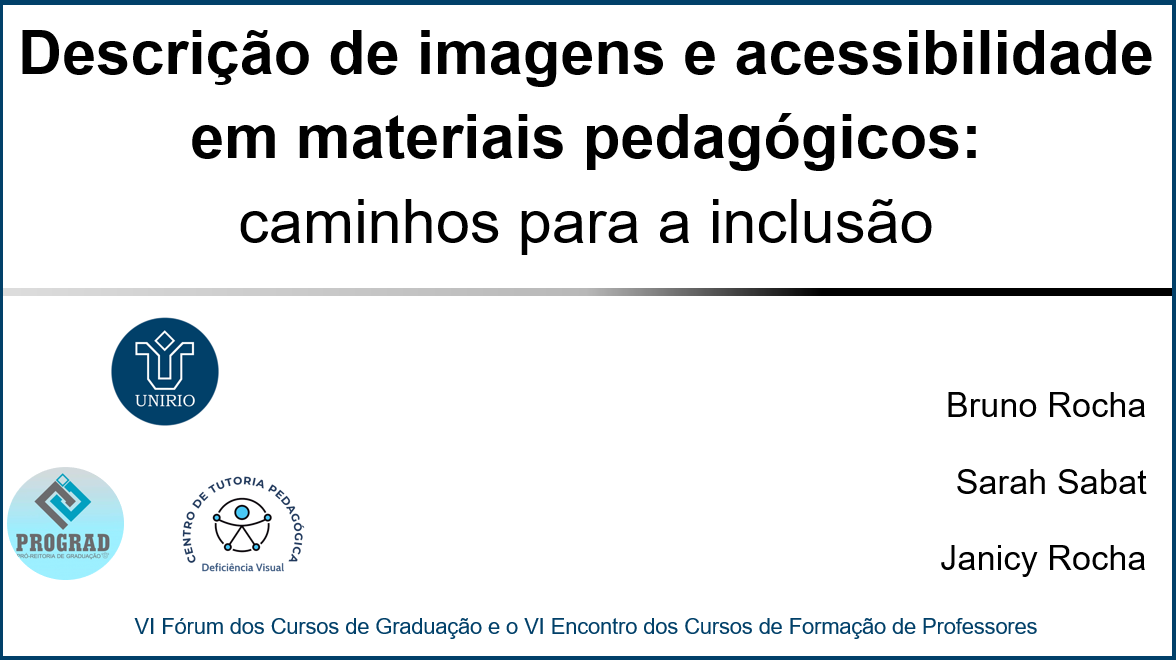 Descrição de imagens e acessibilidade
em materiais pedagógicos:
caminhos para a inclusão
UNIRIO
Bruno Rocha
Sarah Sabat
Janicy Rocha
PROGRAD
PRÓ-REITORIA DE GRADUAÇÃO
CENTRO DE TUTORIA PEDAGÓGICA
Deficiência Visual
VI Fórum dos Cursos de Graduação e o VI Encontro dos Cursos de Formação de Professores